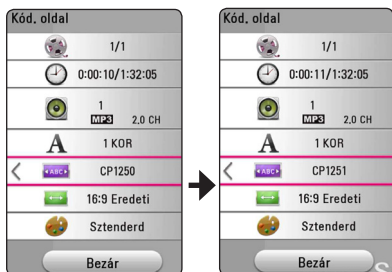 Kód. oldal
1/1
0:00:10/1:32:05
1
MP3 2.0 CH
A 1 KOR
ABC CP1250
16:9 Eredeti
Sztenderd
Bezár
Kód. oldal
1/1
0:00:11/1:32:05
1
MP3 2.0 CH
A 1 KOR
ABC CP1251
16:9 Eredeti
Sztenderd
Bezár